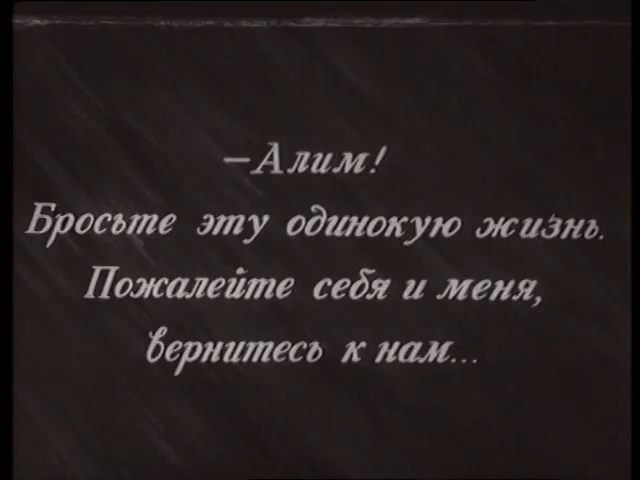 –Алим!
Бросьте эту одинокую жизнь.
Пожалейте себя и меня,
вернитесь к нам...